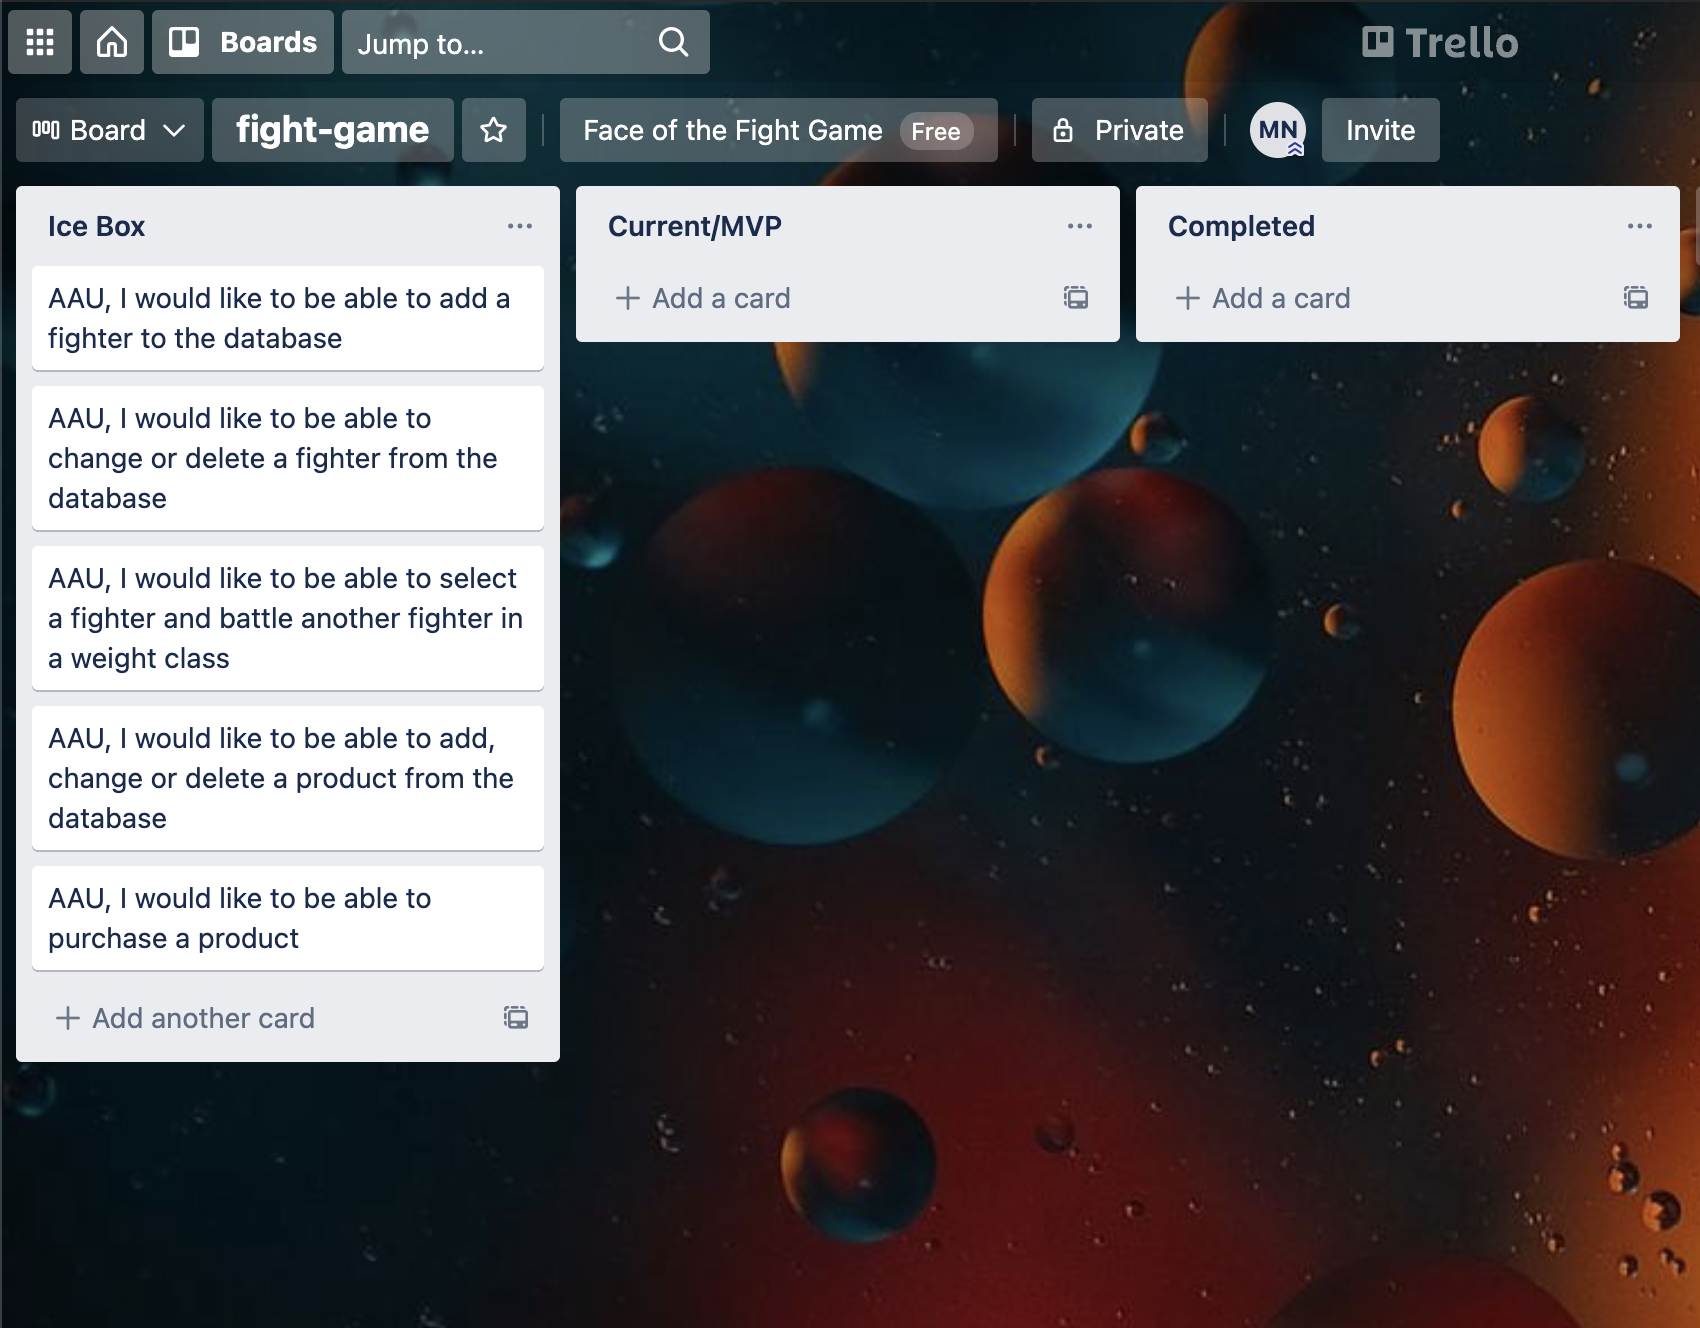 Boards
Jump to...
Trello
Board
fight-game
Face of the Fight Game Free
Private
MN
Invite
Ice Box
AAU, I would like to be able to add a
fighter to the database
AAU, I would like to be able to
change or delete a fighter from the
database
AAU, I would like to be able to select
a fighter and battle another fighter in
a weight class
AAU, I would like to be able to add,
change or delete a product from the
database
AAU, I would like to be able to
purchase a product
+ Add another card
Current/MVP
+ Add a card
Completed
+ Add a card